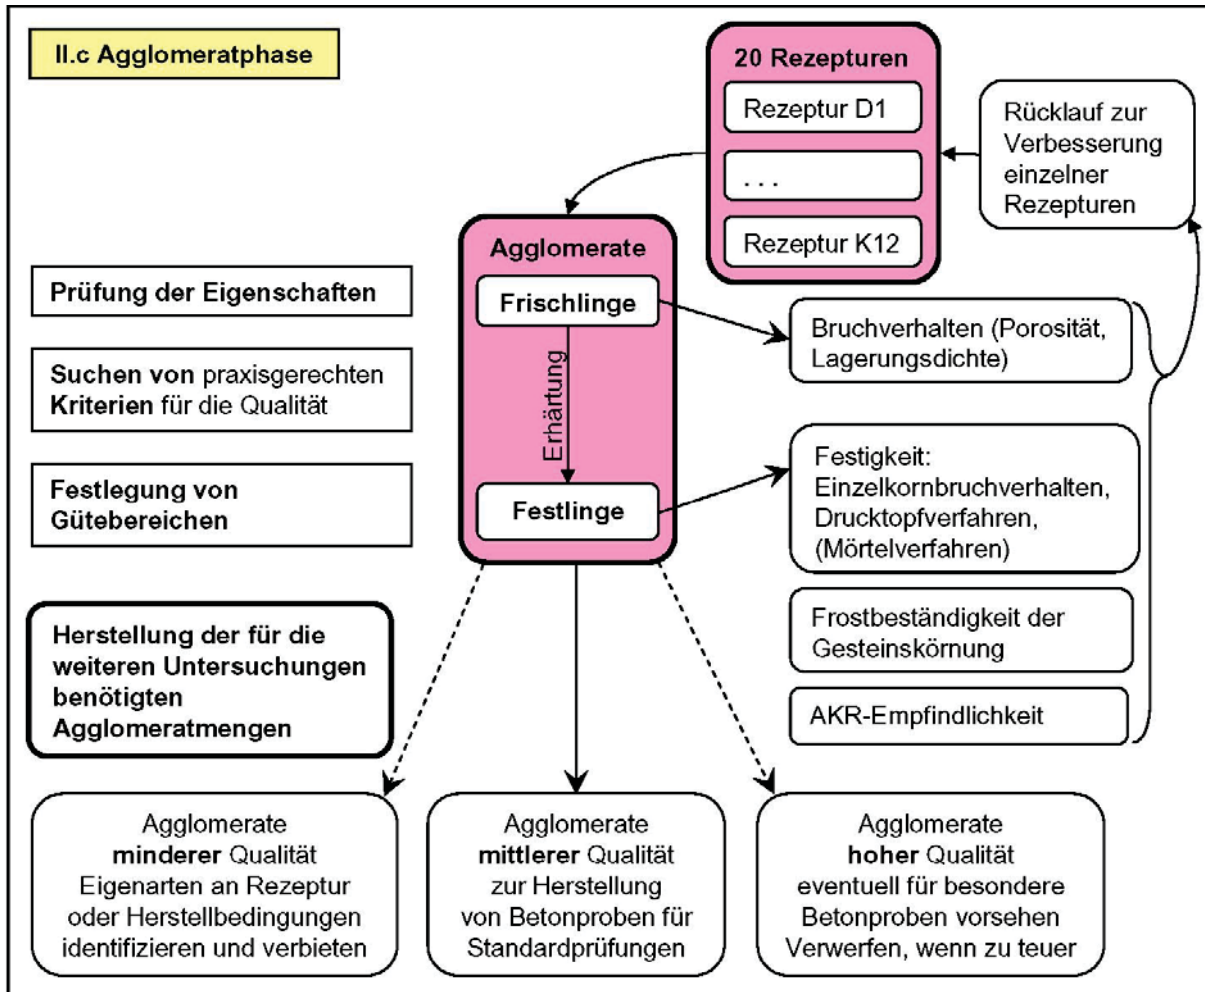 II.c Agglomeratphase
20 Rezepturen
Rezeptur D1
. . .
Rezeptur K12
Rücklauf zur
Verbesserung
einzelner
Rezepturen
Agglomerate
Frischlinge
Erhärtung
Festlinge
Prüfung der Eigenschaften
Suchen von praxisgerechten
Kriterien für die Qualität
Festlegung von
Gütebereichen
Herstellung der für die
weiteren Untersuchungen
benötigten
Agglomeratmengen
Bruchverhalten (Porosität,
Lagerungsdichte)
Festigkeit:
Einzelkornbruchverhalten,
Drucktopfverfahren,
(Mörtelverfahren)
Frostbeständigkeit der
Gesteinskörnung
AKR-Empfindlichkeit
Agglomerate
minderer Qualität
Eigenarten an Rezeptur
oder Herstellbedingungen
identifizieren und verbieten
Agglomerate
mittlerer Qualität
zur Herstellung
von Betonproben für
Standardprüfungen
Agglomerate
hoher Qualität
eventuell für besondere
Betonproben vorsehen
Verwerfen, wenn zu teuer